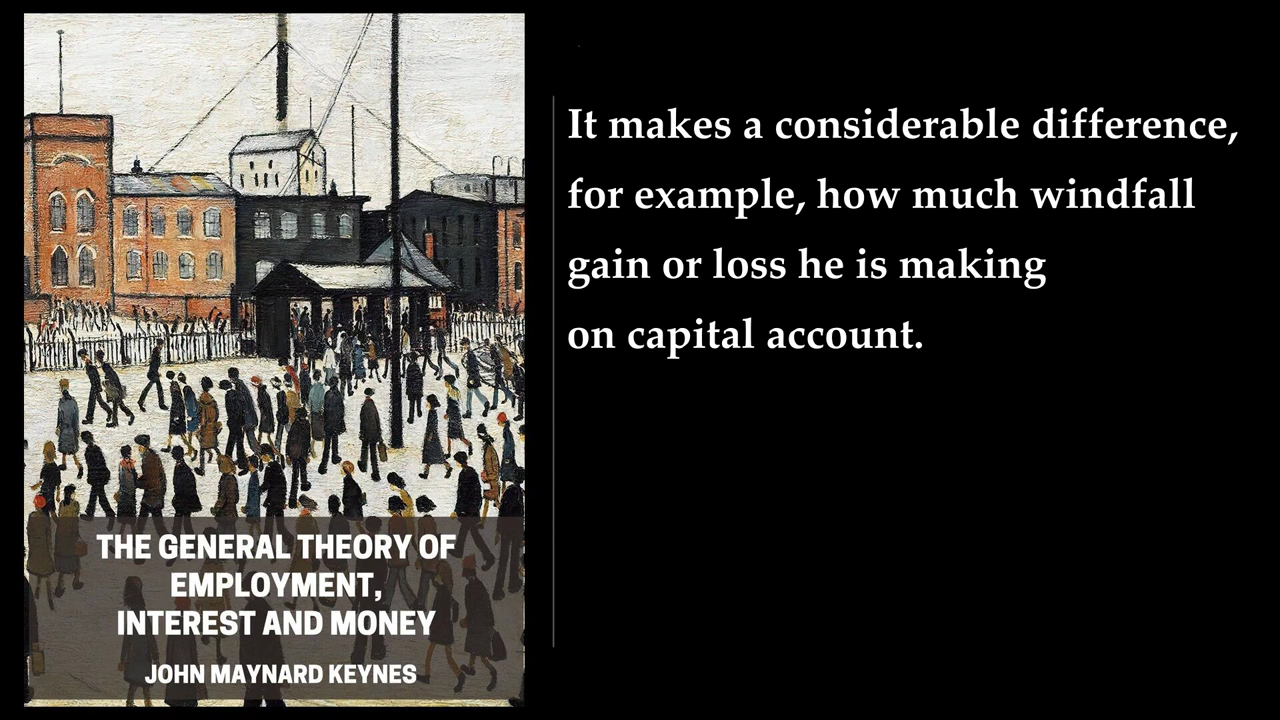 THE GENERAL THEORY OF
EMPLOYMENT,
INTEREST AND MONEY
JOHN MAYNARD KEYNES
It makes a considerable difference,
for example, how much windfall
gain or loss he is making
on capital account.